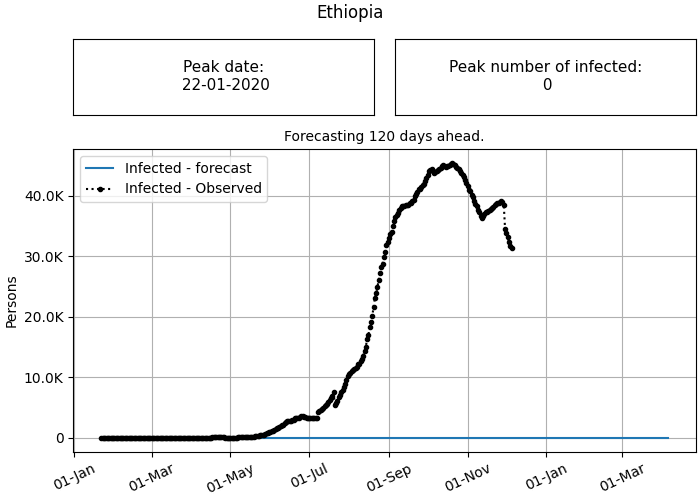 Ethiopia
Peak date:
22-01-2020
Peak number of infected:
0
Forecasting 120 days ahead.
Infected - forecast
Infected - Observed
40.0K
30.0K
20.0K
10.0K
0
Persons
01-Jan
01-Mar
01-May
01-Jul
01-Sep
01-Nov
01-Jan
01-Mar